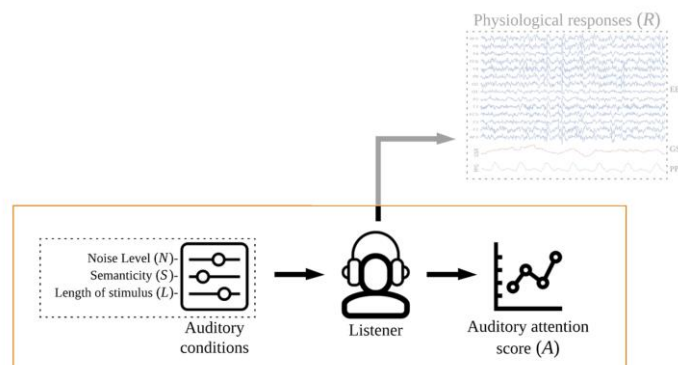 Physiological responses (R)
Noise Level (N)-
Semanticity (S)-
Length of stimulus (L)-
Auditory
conditions
Listener
Auditory attention
score (A)